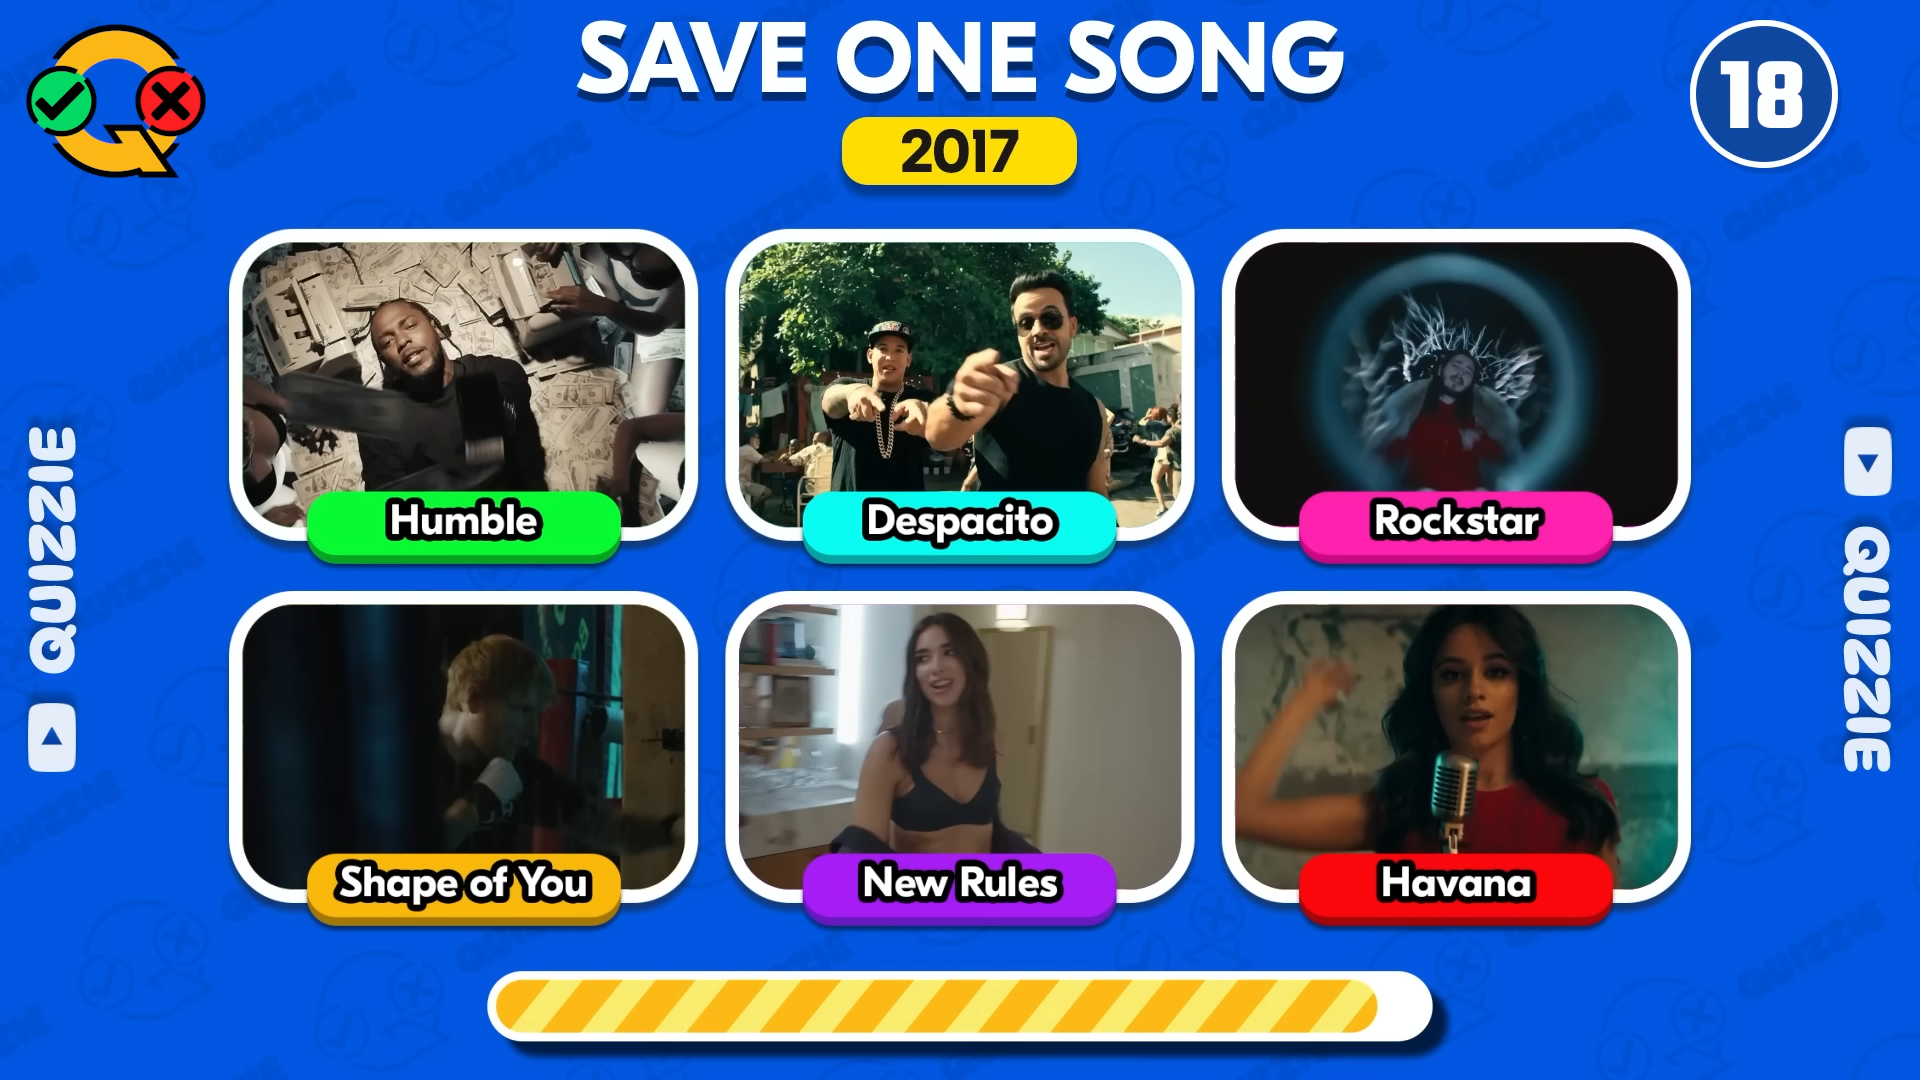 SAVE ONE SONG
18
2017
Humble
Despacito
Rockstar
Shape of You
New Rules
Havana
QUIZZIE
QUIZZIE